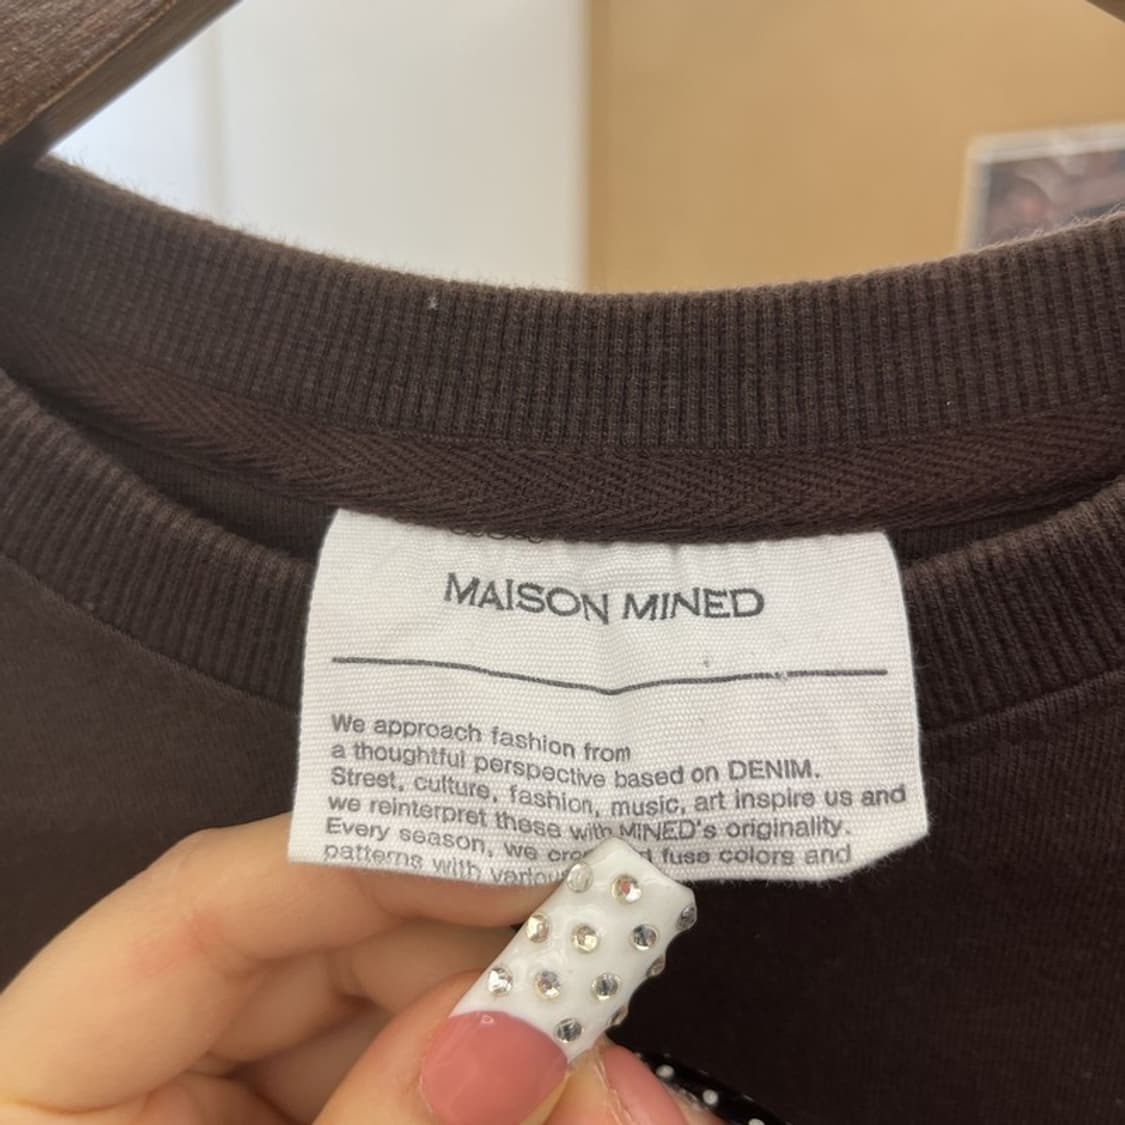 MAISON MINED
We approach fashion from
a thoughtful perspective based on DENIM.
Street, culture, fashion, music, art inspire us and
we reinterpret these with MINED's originality.
Every season, we fuse colors and
patterns with